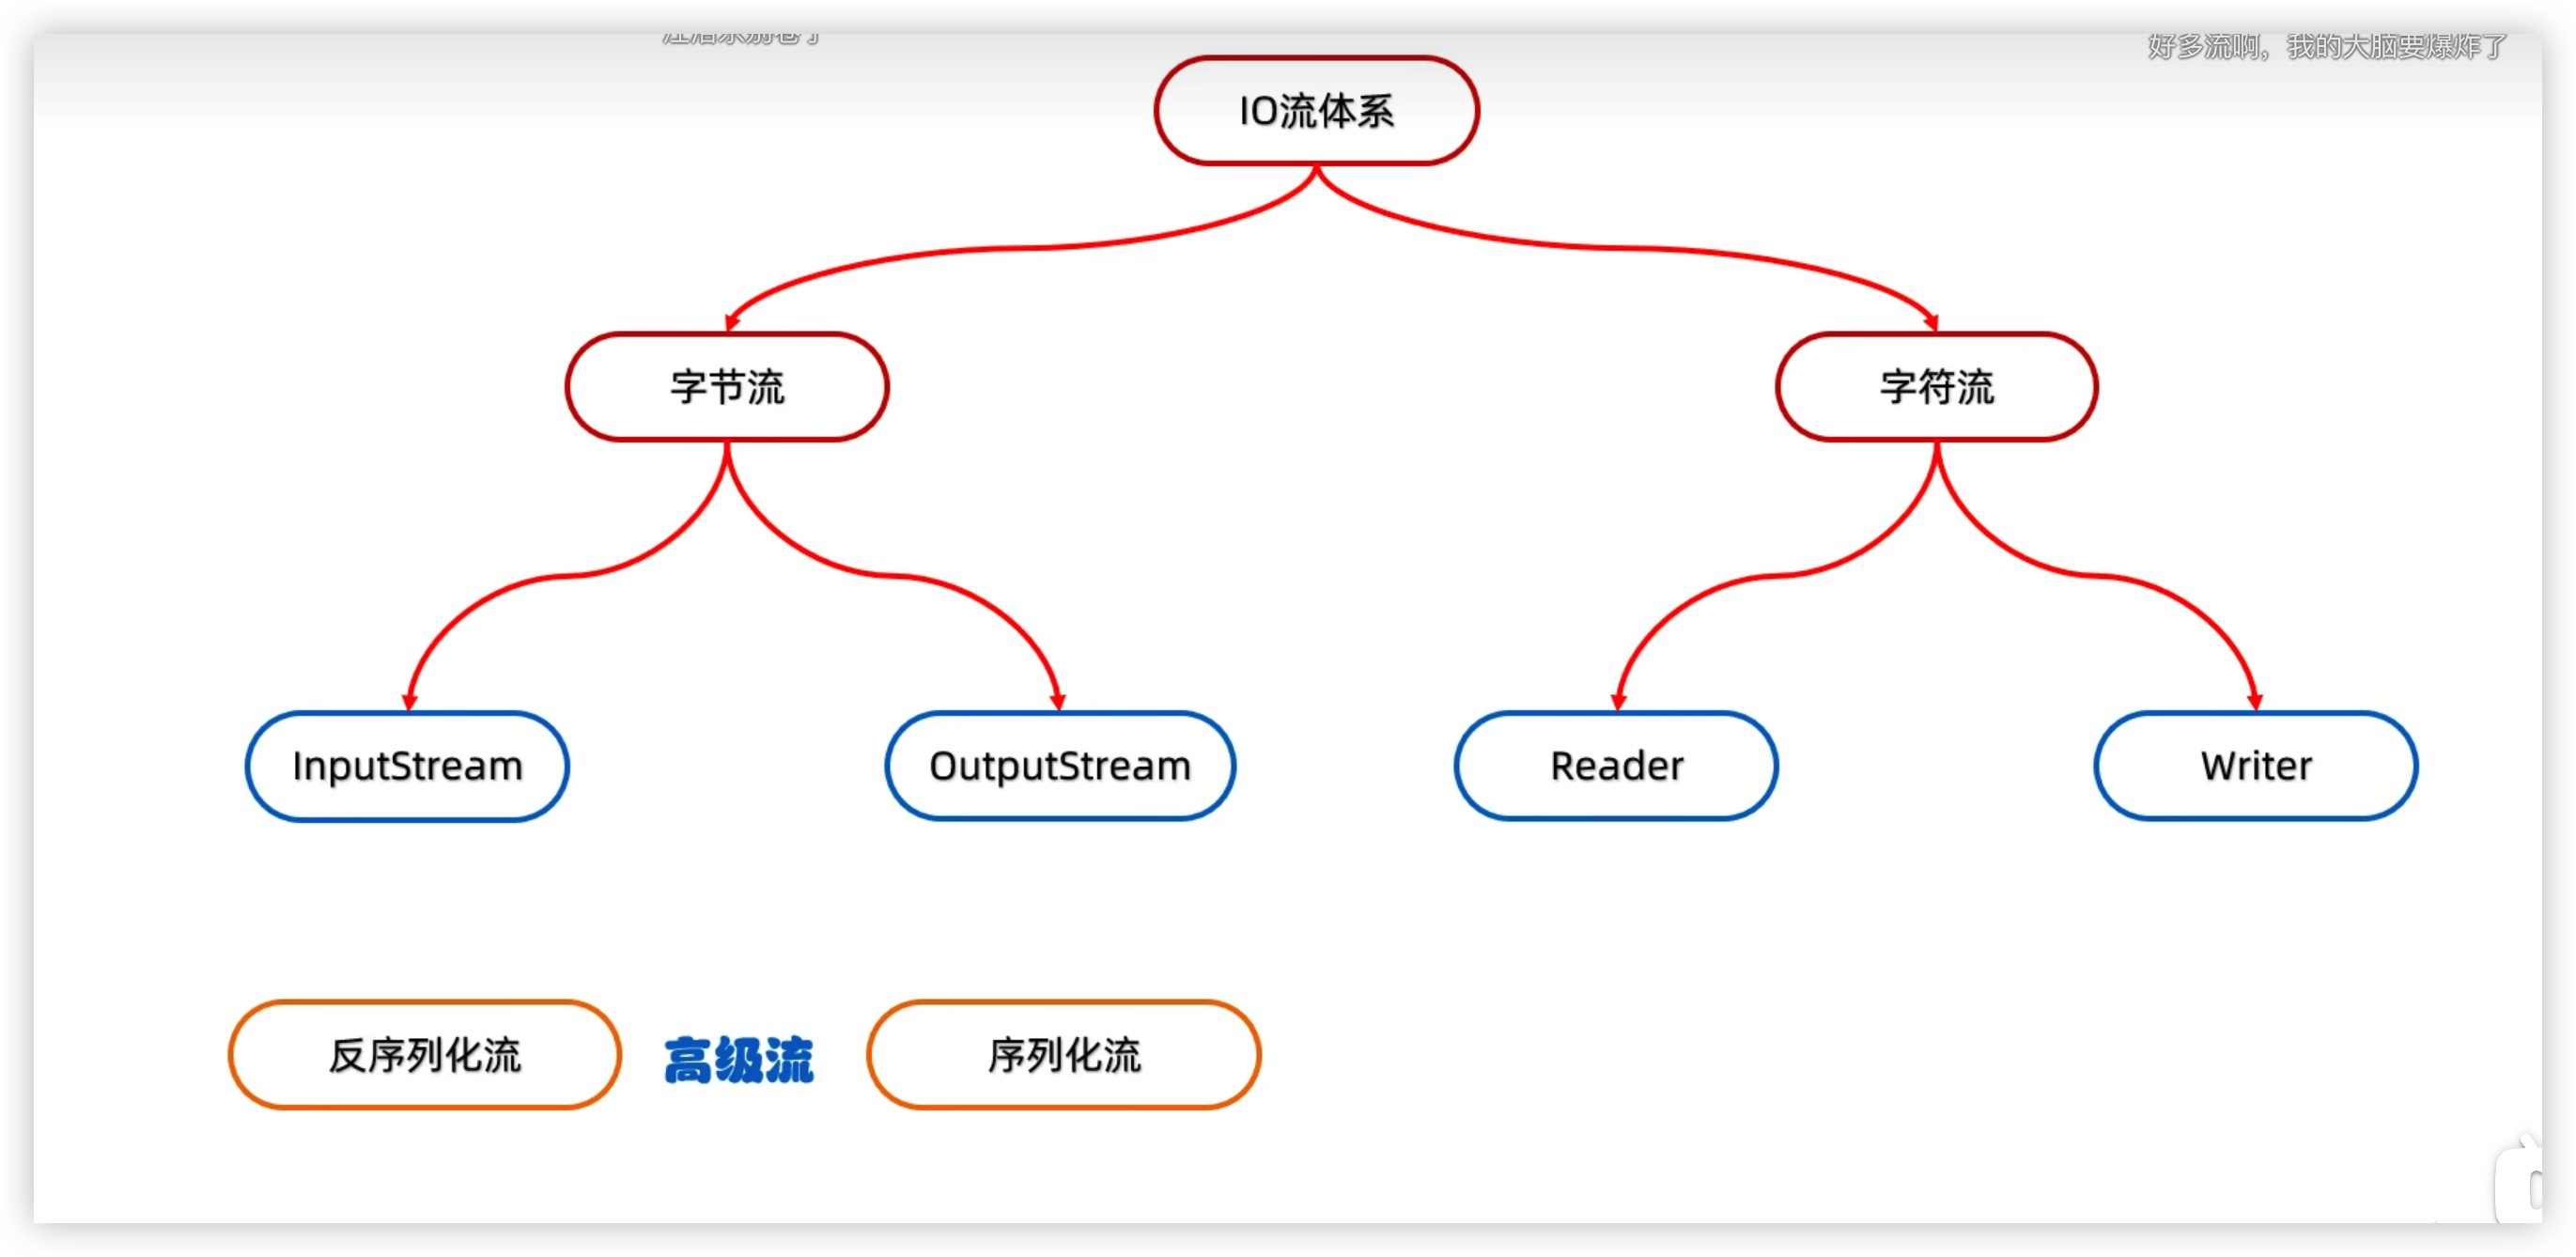 好多流啊，我的大脑要爆炸了
IO流体系
字节流
字符流
InputStream
OutputStream
Reader
Writer
反序列化流
高级流
序列化流